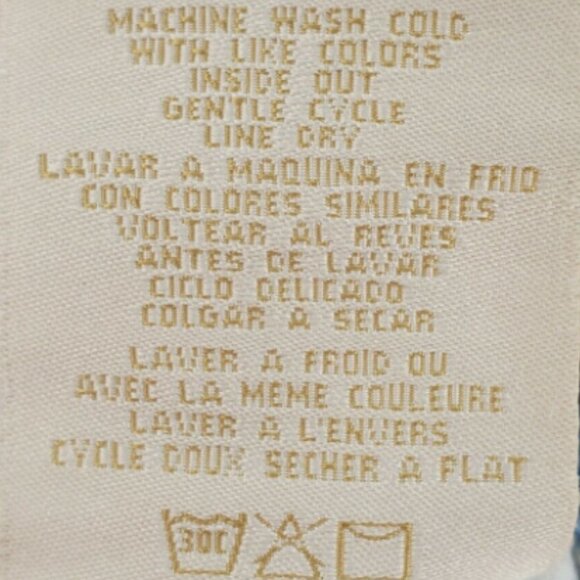 MACHINE WASH COLD
WITH LIKE COLORS
INSIDE OUT
GENTLE CYCLE
LINE DRY
LAVAR A MAQUINA EN FRIO
CON COLORES SIMILARES
VOLTEAR AL REVES
ANTES DE LAVAR
CICLO DELICADO
COLGAR A SECAR
LAVER A FROID OU
AVEC LA MEME COULEURE
LAVER A L'ENVERS
CYCLE DOUX SECHER A PLAT
30C